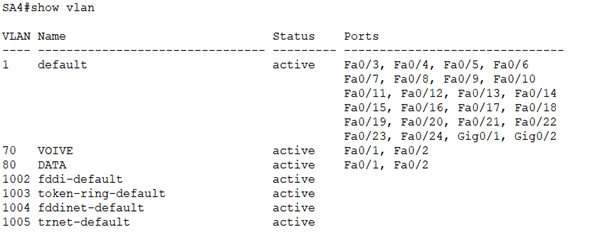 SA4#show vlan
VLAN Name                             Status    Ports
---- -------------------------------- --------- -------------------------------
1    default                          active    Fa0/3, Fa0/4, Fa0/5, Fa0/6
                                                Fa0/7, Fa0/8, Fa0/9, Fa0/10
                                                Fa0/11, Fa0/12, Fa0/13, Fa0/14
                                                Fa0/15, Fa0/16, Fa0/17, Fa0/18
                                                Fa0/19, Fa0/20, Fa0/21, Fa0/22
                                                Fa0/23, Fa0/24, Gig0/1, Gig0/2
70   VOIVE                            active    Fa0/1, Fa0/2
80   DATA                             active    Fa0/1, Fa0/2
1002 fddi-default                     active
1003 token-ring-default               active
1004 fddinet-default                  active
1005 trnet-default                    active